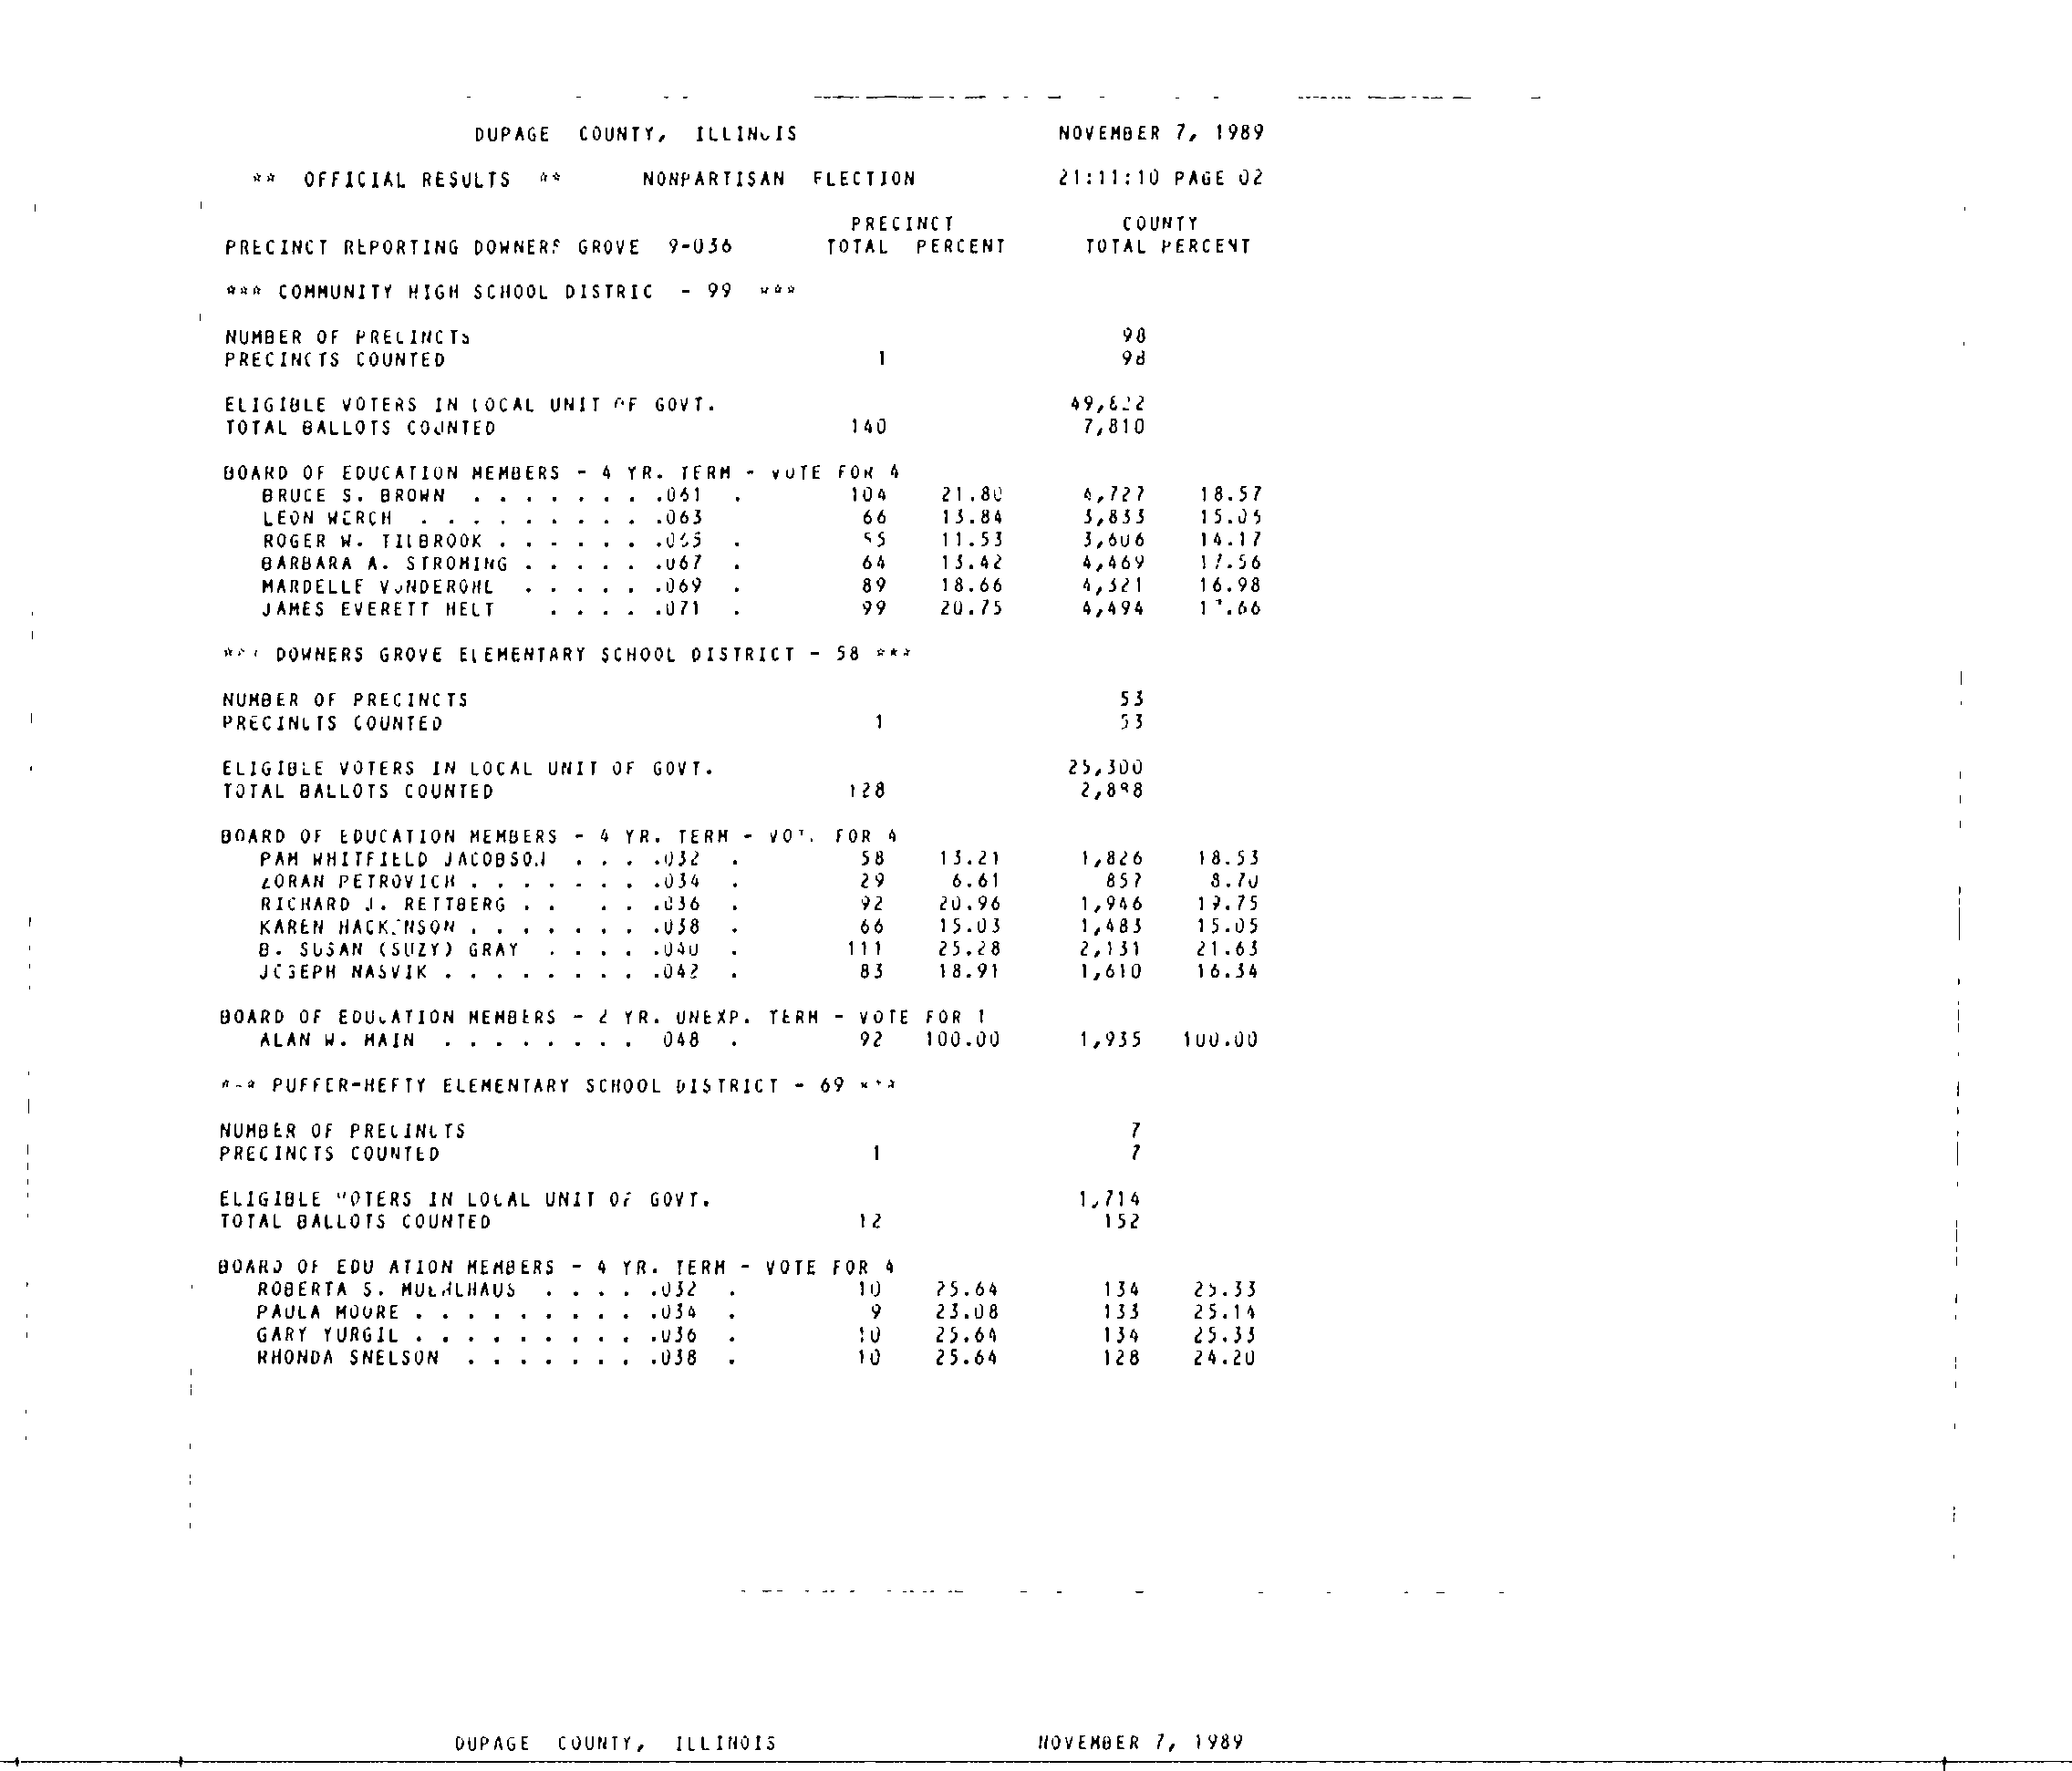 DUPAGE COUNTY, ILLINOIS NOVEMBER 7, 1989
** OFFICIAL RESULTS ** NONPARTISAN ELECTION 21:11:10 PAGE 02
PRECINCT COUNTY
PRECINCT REPORTING DOWNERS GROVE 9-036 TOTAL PERCENT TOTAL PERCENT
*** COMMUNITY HIGH SCHOOL DISTRIC - 99 ***
NUMBER OF PRECINCTS 98
PRECINCTS COUNTED 1 98
ELIGIBLE VOTERS IN LOCAL UNIT OF GOVT.
TOTAL BALLOTS COUNTED 140 7,810
BOARD OF EDUCATION MEMBERS - 4 YR. TERM - VOTE FOR 4
BRUCE S. BROWN . . . . . . . .061 . 104 21.80 4,727 18.57
LEON WERCH . . . . . . . . . .063 66 13.84 3,833 15.05
ROGER W. TILBROOK . . . . . . .065 . 55 11.53 3,606 14.17
BARBARA A. STROMING . . . . . .067 . 64 13.42 4,469 17.56
MARDELLE . . . . . .069 . 89 18.66 4,321 16.98
JAMES EVERETT HELT . . . . .071 . 99 20.75 4,494 17.66
*** DOWNERS GROVE ELEMENTARY SCHOOL DISTRICT - 58 ***
NUMBER OF PRECINCTS 53
PRECINCTS COUNTED 1 53
ELIGIBLE VOTERS IN LOCAL UNIT OF GOVT. 25,300
TOTAL BALLOTS COUNTED 128 2,898
BOARD OF EDUCATION MEMBERS - 4 YR. TERM - VOTE FOR 4
PAM WHITFIELD JACOBSON . . . .032 . 58 13.21 1,826 18.53
ZORAN PETROVICH . . . . . . . .034 . 29 6.61 857 8.70
RICHARD J. RETTBERG . . . . .036 . 92 20.96 1,946 19.75
KAREN HACKENSON . . . . . . . .038 . 66 15.03 1,483 15.05
B. SUSAN (SUZY) GRAY . . . . .040 . 111 25.28 2,131 21.63
JOSEPH NASVIK . . . . . . . . .042 . 83 18.91 1,610 16.34
BOARD OF EDUCATION MEMBERS - 2 YR. UNEXP. TERM - VOTE FOR 1
ALAN W. MAIN . . . . . . . . 048 . 92 100.00 1,935 100.00
*** PUFFER-HEFTY ELEMENTARY SCHOOL DISTRICT - 69 ***
NUMBER OF PRECINCTS 7
PRECINCTS COUNTED 1 7
ELIGIBLE VOTERS IN LOCAL UNIT OF GOVT. 1,714
TOTAL BALLOTS COUNTED 12 152
BOARD OF EDU ATION MEMBERS - 4 YR. TERM - VOTE FOR 4
ROBERTA S. . . . . .032 . 10 25.64 134 25.33
PAULA MOORE . . . . . . . . . .034 . 9 23.08 133 25.14
GARY YURGIL . . . . . . . . . .036 . 10 25.64 134 25.33
RHONDA SNELSON . . . . . . . .038 . 10 25.64 128 24.20
DUPAGE COUNTY, ILLINOIS NOVEMBER 7, 1989